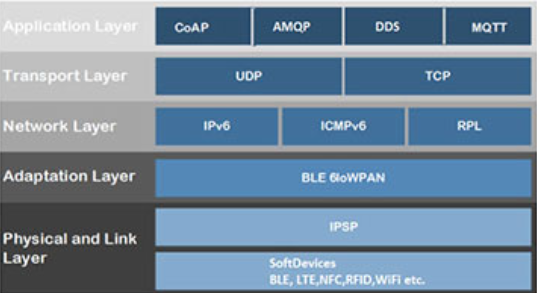 Application Layer
CoAP
AMQP
DDS
MQTT
Transport Layer
UDP
TCP
Network Layer
IPv6
ICMPv6
RPL
Adaptation Layer
BLE 6loWPAN
Physical and Link
Layer
IPSP
SoftDevices
BLE, LTE,NFC,RFID,WiFi etc.